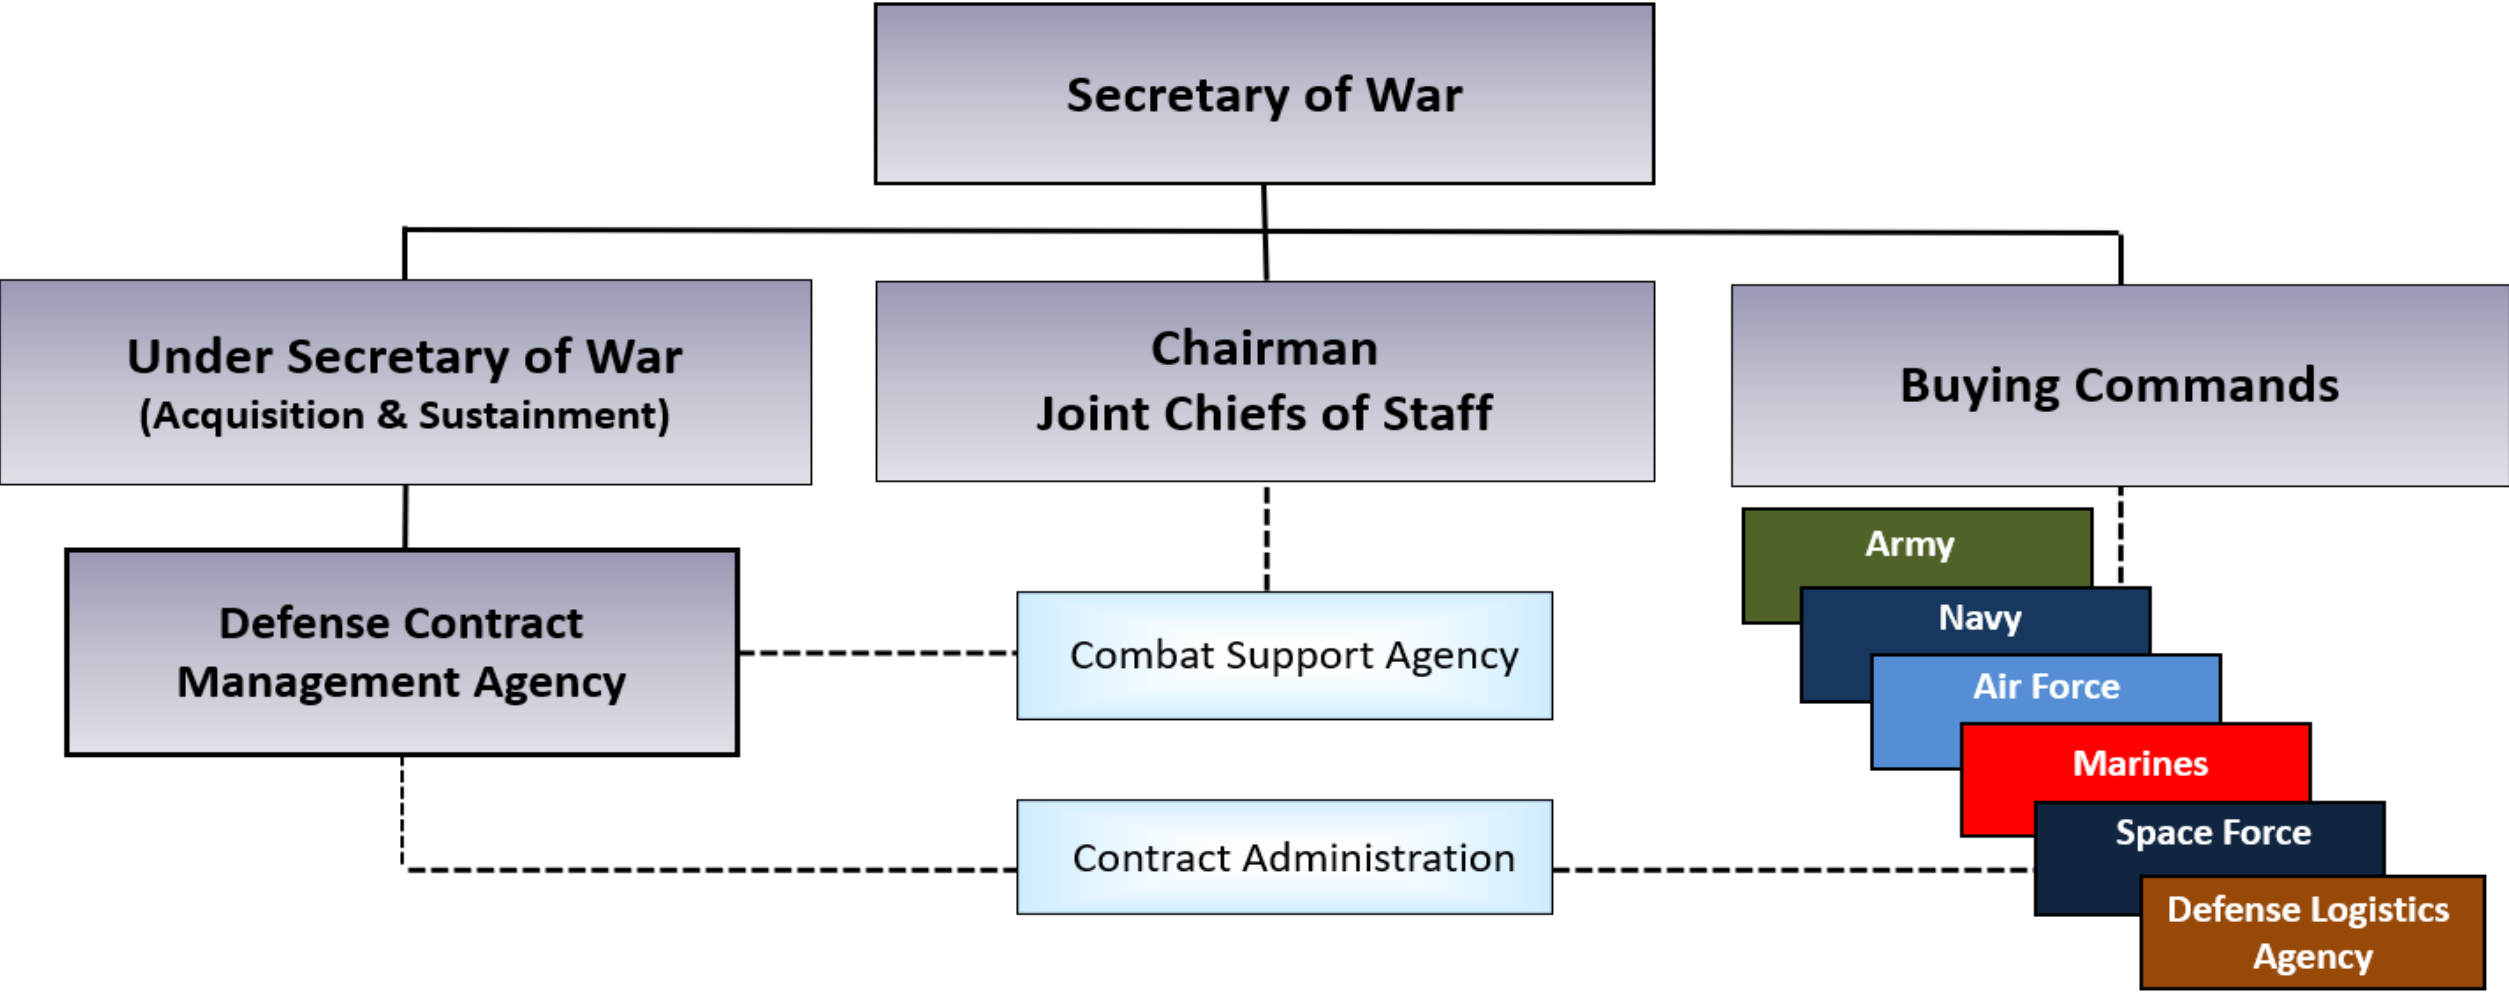 Secretary of War
Under Secretary of War
(Acquisition & Sustainment)
Chairman
Joint Chiefs of Staff
Buying Commands
Defense Contract
Management Agency
Combat Support Agency
Contract Administration
Army
Navy
Air Force
Marines
Space Force
Defense Logistics
Agency